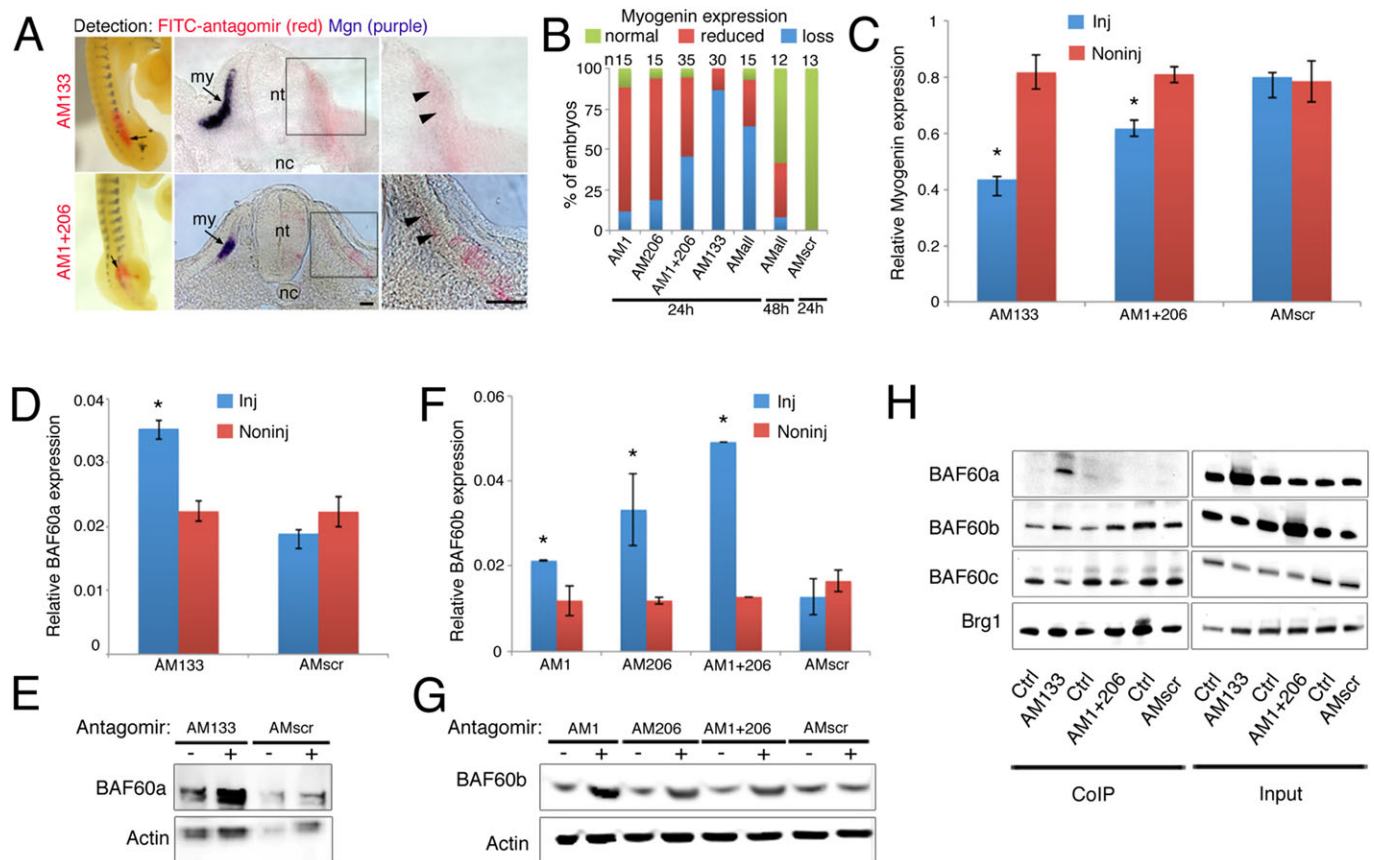 A
Detection: FITC-antagomir (red) Mgn (purple)
AM133
my
nt
nc
AM1+206
my
nt
nc
B
Myogenin expression
normal reduced loss
n15 15 35 30 15 12 13
% of embryos
100
75
50
25
0
AM1 AM206 AM1+206 AM133 AMall AMall AMscr
24h 48h 24h
C
Relative Myogenin expression
Inj
Noninj
1
0.8
0.6
0.4
0.2
0
*
*
AM133 AM1+206 AMscr
D
Relative BAF60a expression
Inj
Noninj
0.04
0.03
0.02
0.01
0
*
AM133 AMscr
E
Antagomir: AM133 AMscr
- + - +
BAF60a
Actin
F
Relative BAF60b expression
Inj
Noninj
0.06
0.04
0.02
0
*
*
*
AM1 AM206 AM1+206 AMscr
G
Antagomir: AM1 AM206 AM1+206 AMscr
- + - + - + - +
BAF60b
Actin
H
BAF60a
BAF60b
BAF60c
Brg1
Ctrl AM133 Ctrl AM1+206 Ctrl AMscr Ctrl AM133 Ctrl AM1+206 Ctrl AMscr
CoIP Input